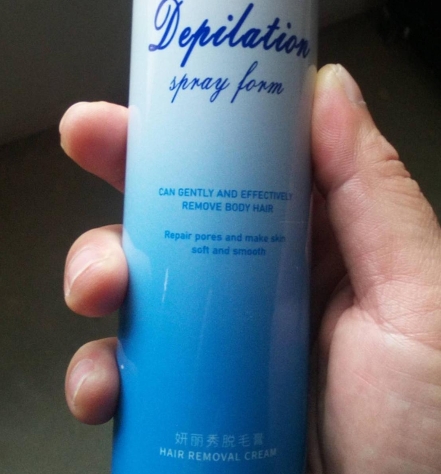 Depilation
spray form
CAN GENTLY AND EFFECTIVELY
REMOVE BODY HAIR
Repair pores and make skin
soft and smooth
妍丽秀脱毛膏
HAIR REMOVAL CREAM